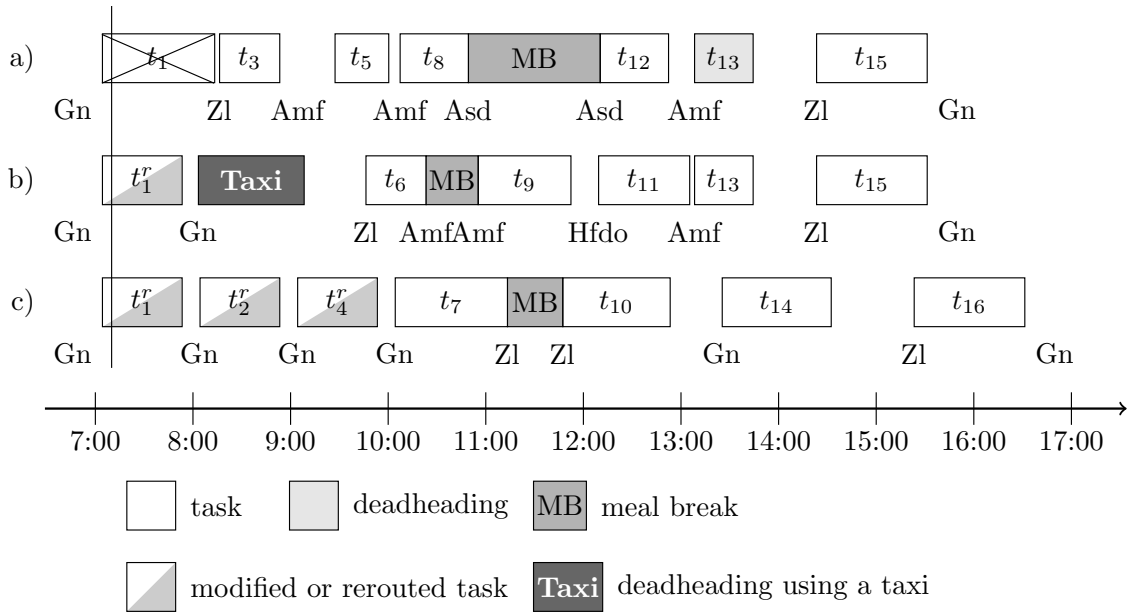 a) t₁ t₃ t₅ t₈ MB t₁₂ t₁₃ t₁₅
Gn Zl Amf Amf Asd Asd Amf Zl Gn
b) t₁ʳ Taxi t₆ MB t₉ t₁₁ t₁₃ t₁₅
Gn Gn Zl Amf Amf Hfdo Amf Zl Gn
c) t₁ʳ t₂ʳ t₄ʳ t₇ MB t₁₀ t₁₄ t₁₆
Gn Gn Gn Gn Zl Zl Gn Zl Gn
7:00 8:00 9:00 10:00 11:00 12:00 13:00 14:00 15:00 16:00 17:00
task deadheading MB meal break
modified or rerouted task Taxi deadheading using a taxi